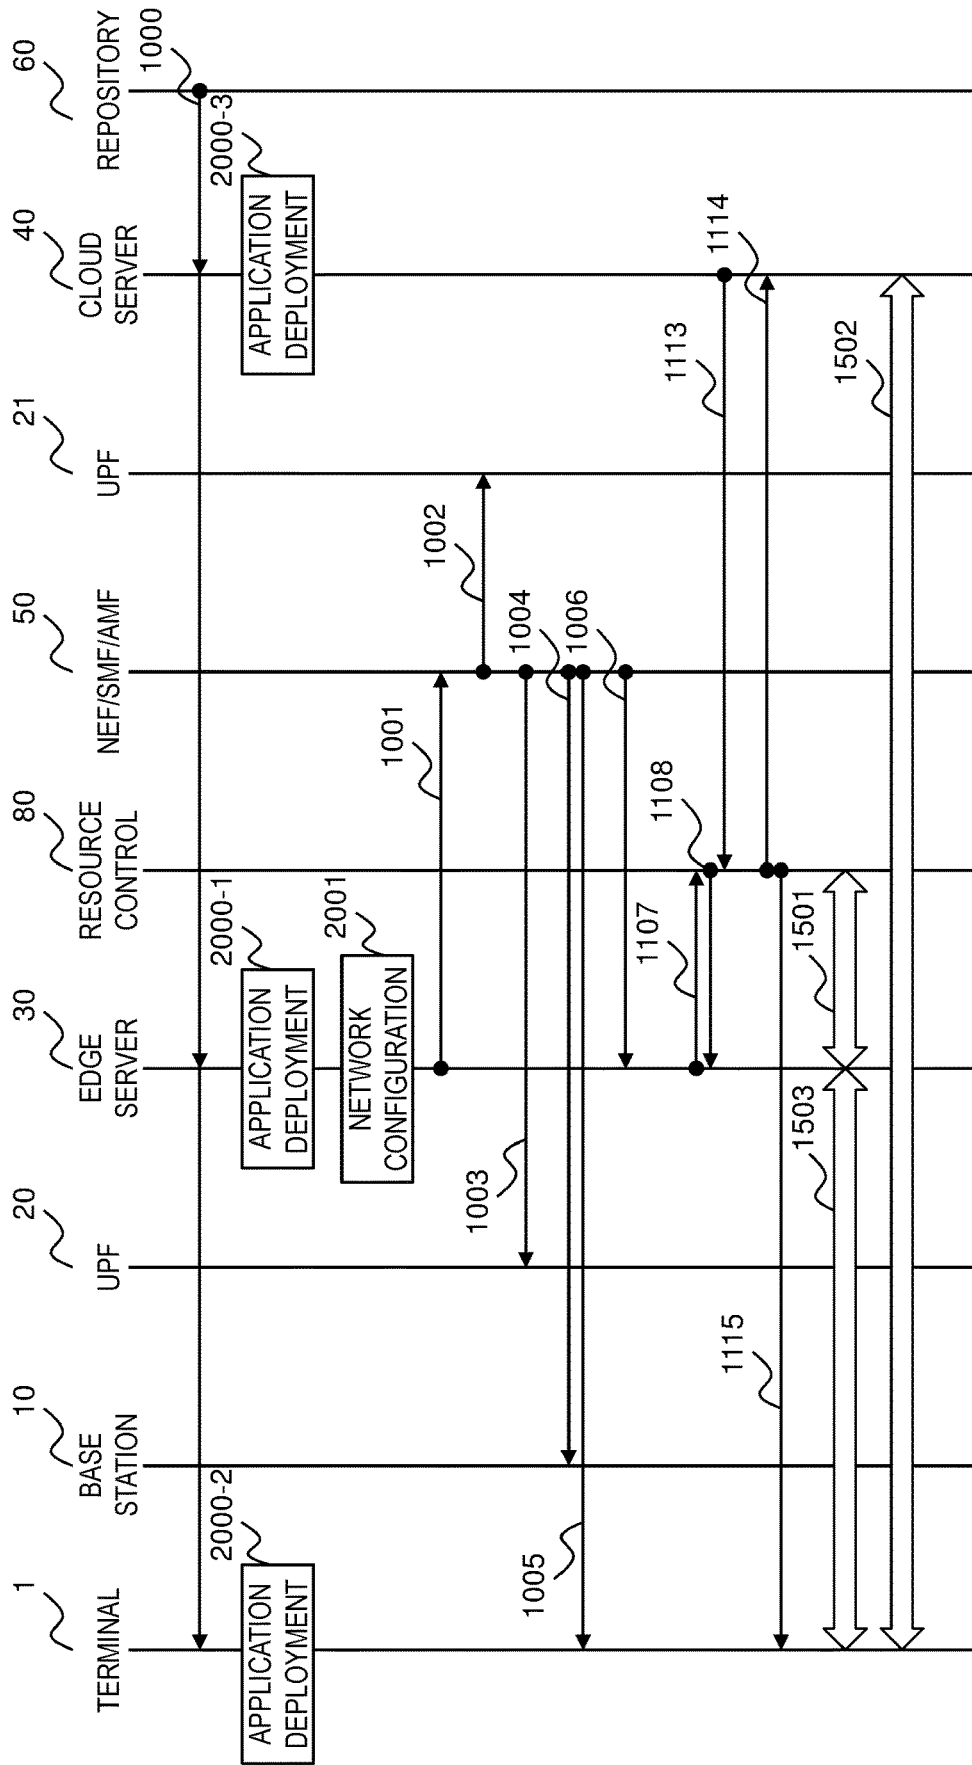 1
TERMINAL
10
BASE
STATION
20
UPF
30
EDGE
SERVER
80
RESOURCE
CONTROL
50
NEF/SMF/AMF
21
UPF
40
CLOUD
SERVER
60
REPOSITORY
1000
2000-2
APPLICATION
DEPLOYMENT
2000-1
APPLICATION
DEPLOYMENT
2000-3
APPLICATION
DEPLOYMENT
2001
NETWORK
CONFIGURATION
1001
1002
1003
1004
1005
1006
1107
1108
1113
1114
1115
1503
1501
1502